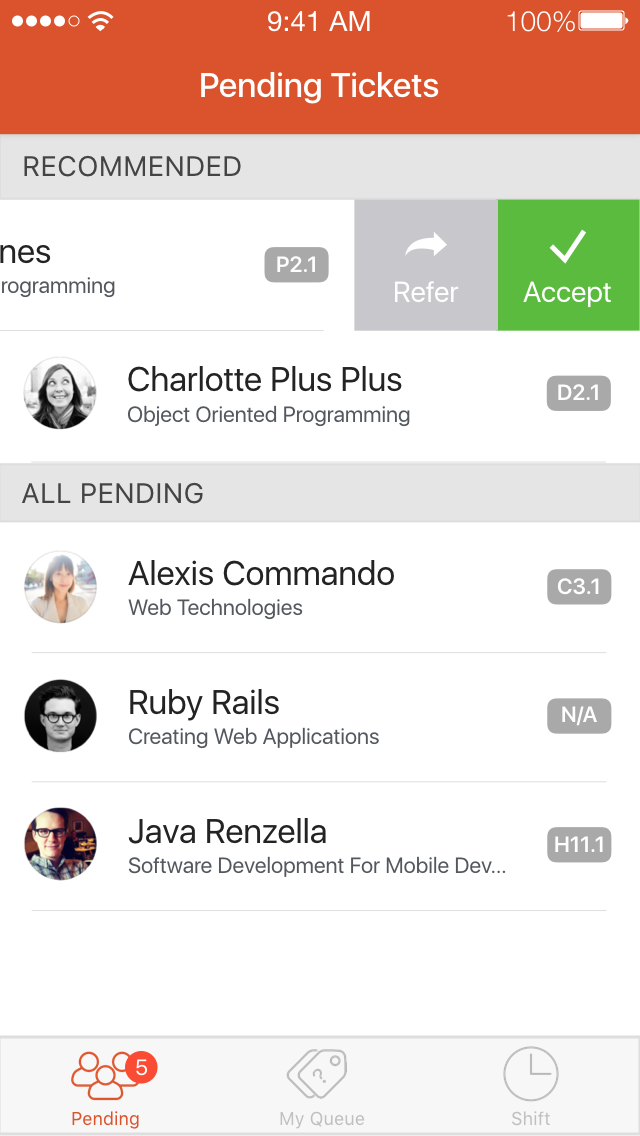 9:41 AM 100%
Pending Tickets
RECOMMENDED
nes
rogramming
P2.1
Refer
Accept
Charlotte Plus Plus
Object Oriented Programming
D2.1
ALL PENDING
Alexis Commando
Web Technologies
C3.1
Ruby Rails
Creating Web Applications
N/A
Java Renzella
Software Development For Mobile Dev...
H11.1
5
?
Pending
My Queue
Shift